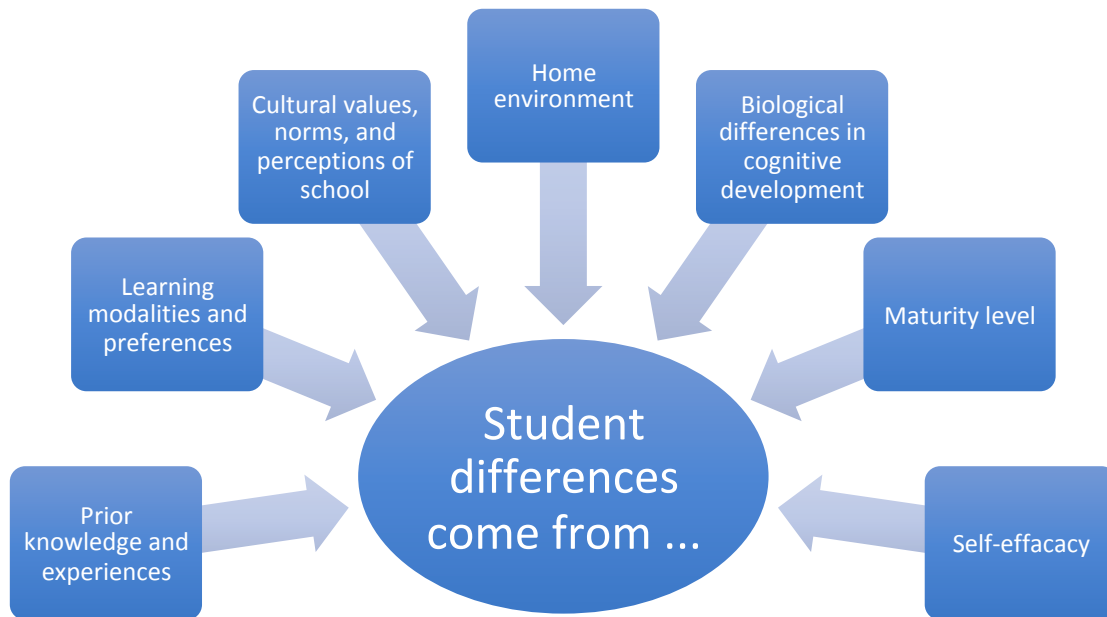 Home
environment
Cultural values,
norms, and
perceptions of
school
Biological
differences in
cognitive
development
Learning
modalities and
preferences
Maturity level
Student
differences
come from ...
Prior
knowledge and
experiences
Self-effacacy